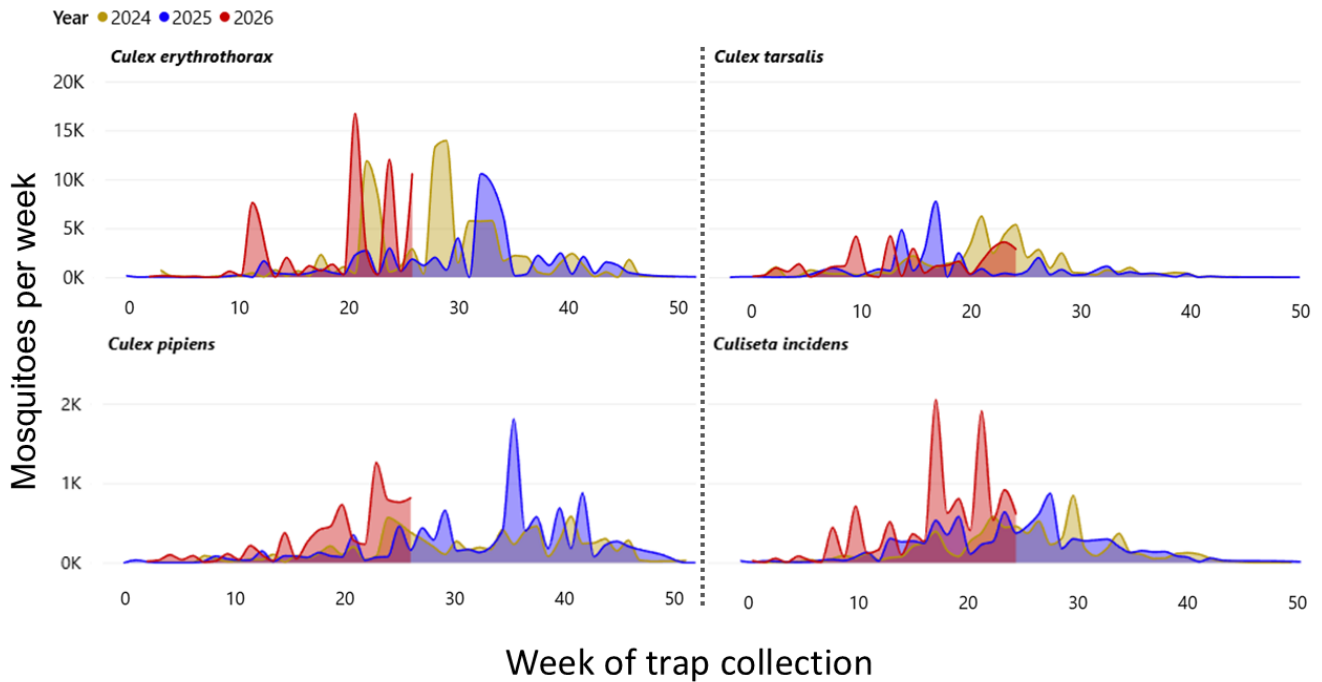 Year 2024 2025 2026
Culex erythrothorax
Culex tarsalis
20K
15K
10K
5K
0K
0 10 20 30 40 50
0 10 20 30 40 50
Culex pipiens
Culiseta incidens
2K
1K
0K
0 10 20 30 40 50
0 10 20 30 40 50
Mosquitoes per week
Week of trap collection